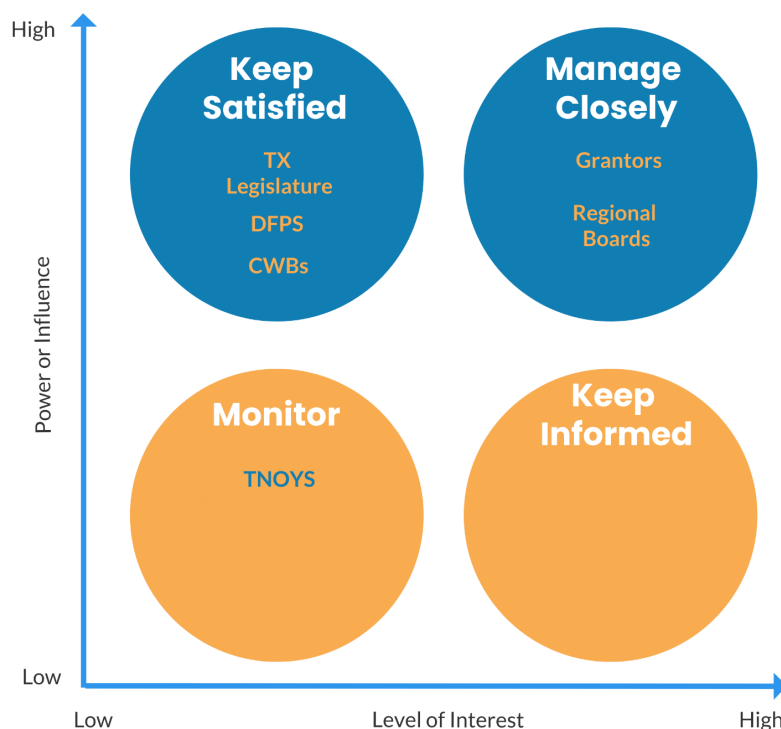 High
Keep
Satisfied
TX
Legislature
DFPS
CWBs
Manage
Closely
Grantors
Regional
Boards
Power or Influence
Monitor
TNOYS
Keep
Informed
Low
Low
Level of Interest
High